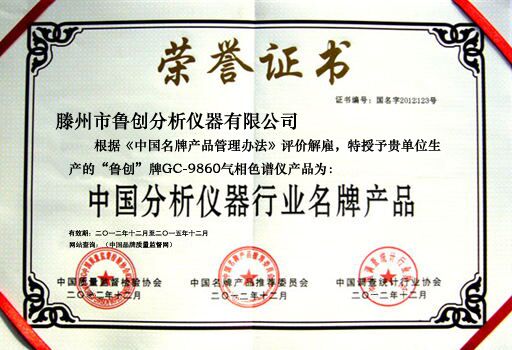 荣誉证书
证书编号：国名字2012123号
滕州市鲁创分析仪器有限公司
根据《中国名牌产品管理办法》评价解雇，特授予贵单位生
产的“鲁创”牌GC-9860气相色谱仪产品为：
中国分析仪器行业名牌产品
有效期：二〇一二年十二月至二〇一五年十二月
网站查询：（中国品牌质量监督网）
中国质量监督检验协会 中国名牌产品推荐委员会 中国调查统计行业协会
二〇一二年十二月 二〇一二年十二月 二〇一二年十二月